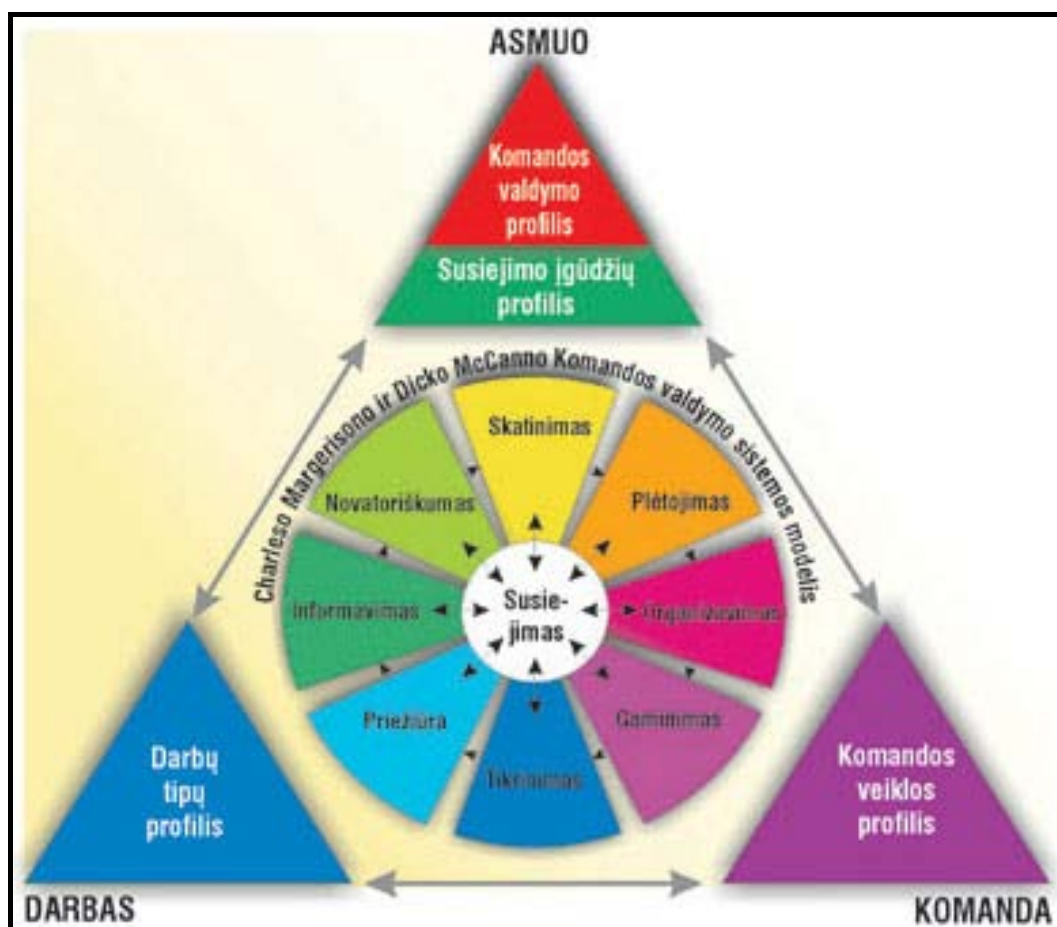 ASMUO
Komandos
valdymo
profilis
Susiejimo įgūdžių
profilis
Charleso Margerisono ir Dicko McCanno Komandos valdymo sistemos modelis
Skatinimas
Novatoriškumas
Plėtojimas
Informavimas
Susie-
jimas
Organizavimas
Priežiūra
Gaminimas
Tikrinimas
Darbų
tipų
profilis
Komandos
veiklos
profilis
DARBAS
KOMANDA